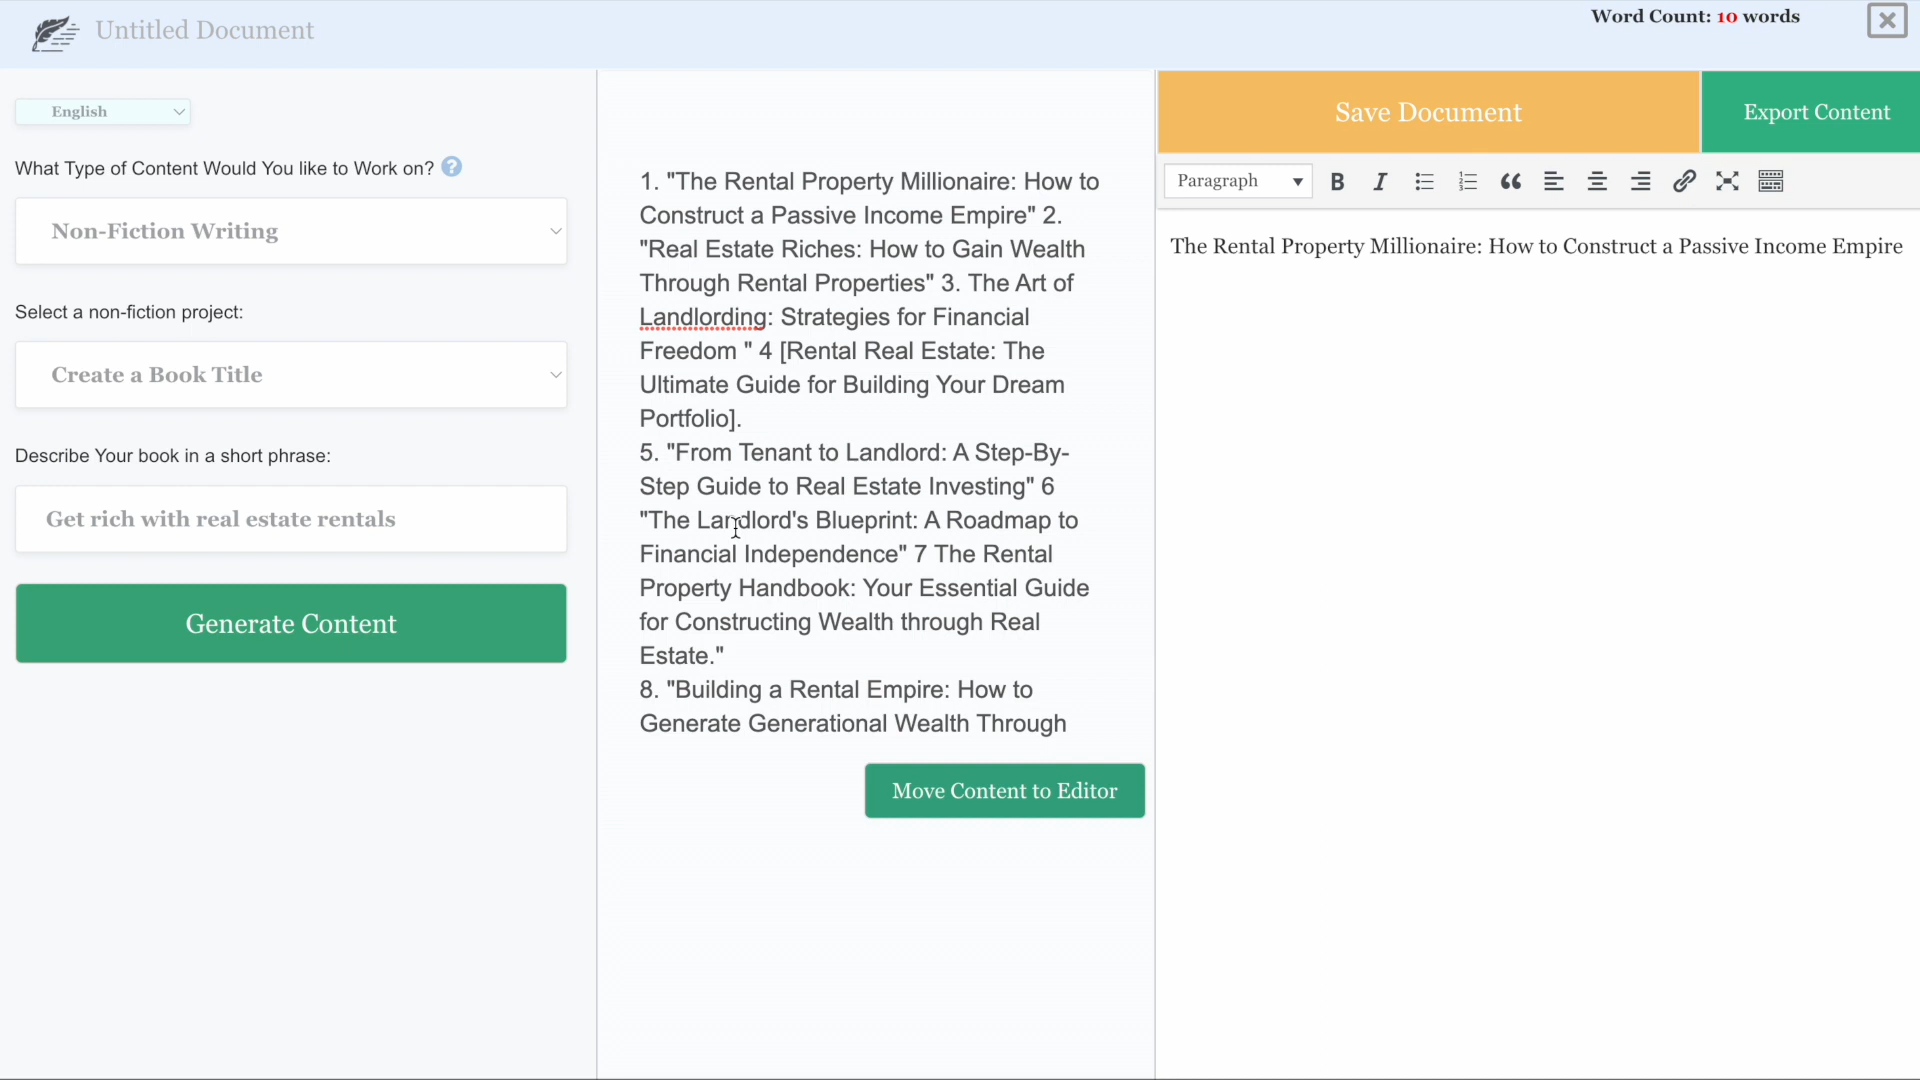 Untitled Document
Word Count: 10 words
English
What Type of Content Would You like to Work on?
Non-Fiction Writing
Select a non-fiction project:
Create a Book Title
Describe Your book in a short phrase:
Get rich with real estate rentals
Generate Content
1. "The Rental Property Millionaire: How to
Construct a Passive Income Empire" 2.
"Real Estate Riches: How to Gain Wealth
Through Rental Properties" 3. The Art of
Landlording: Strategies for Financial
Freedom " 4 [Rental Real Estate: The
Ultimate Guide for Building Your Dream
Portfolio].
5. "From Tenant to Landlord: A Step-By-
Step Guide to Real Estate Investing" 6
"The Landlord's Blueprint: A Roadmap to
Financial Independence" 7 The Rental
Property Handbook: Your Essential Guide
for Constructing Wealth through Real
Estate."
8. "Building a Rental Empire: How to
Generate Generational Wealth Through
Move Content to Editor
Save Document
Export Content
Paragraph
The Rental Property Millionaire: How to Construct a Passive Income Empire